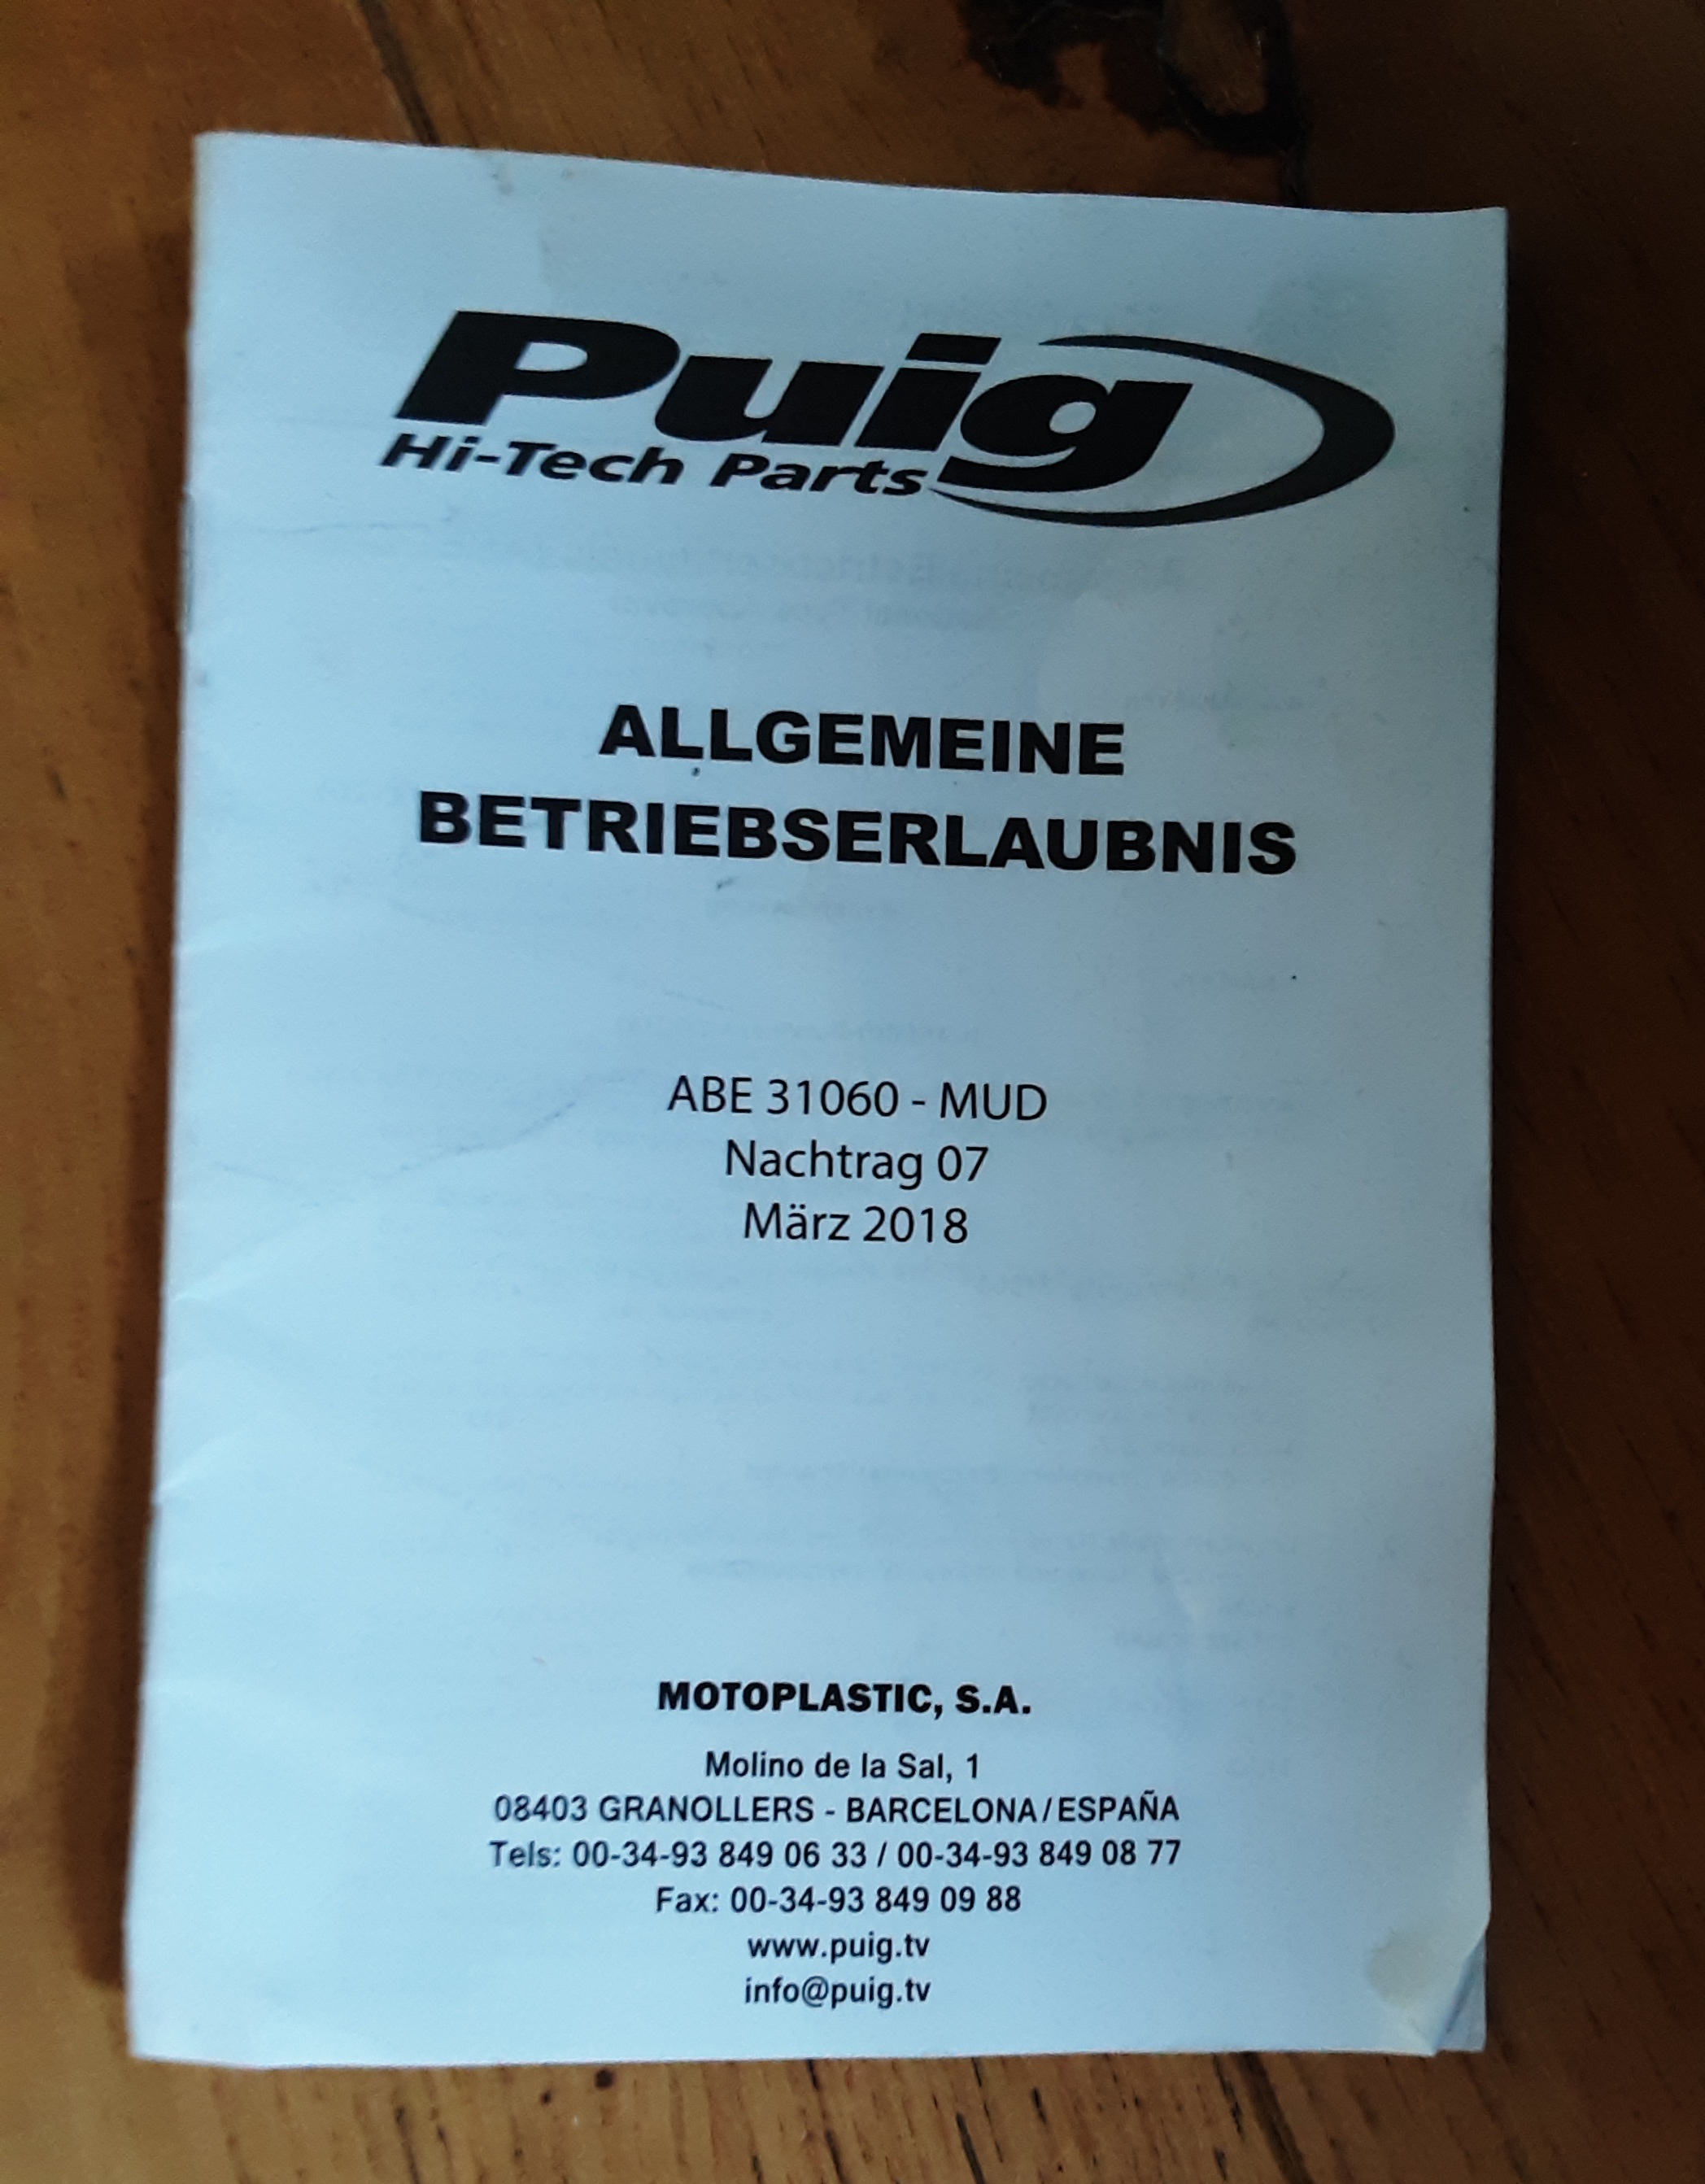 Puig
Hi-Tech Parts
ALLGEMEINE
BETRIEBSERLAUBNIS
ABE 31060 - MUD
Nachtrag 07
März 2018
MOTOPLASTIC, S.A.
Molino de la Sal, 1
08403 GRANOLLERS - BARCELONA/ESPAÑA
Tels: 00-34-93 849 06 33 / 00-34-93 849 08 77
Fax: 00-34-93 849 09 88
www.puig.tv
info@puig.tv